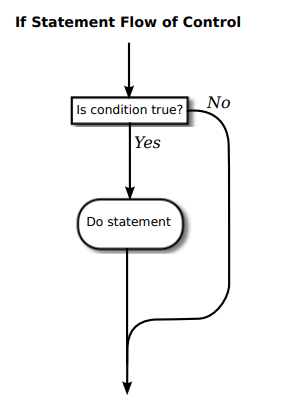 If Statement Flow of Control
Is condition true?
No
Yes
Do statement